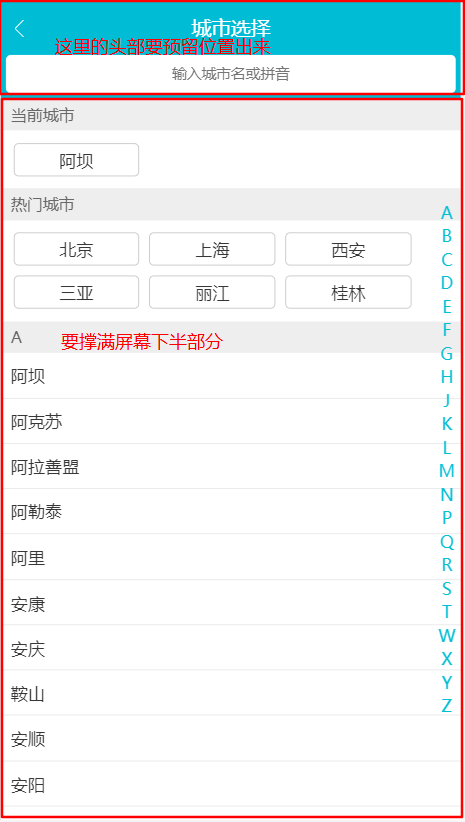 城市选择
这里的头部要预留位置出来
输入城市名或拼音
当前城市
阿坝
热门城市
北京 上海 西安
三亚 丽江 桂林
A
要撑满屏幕下半部分
阿坝
阿克苏
阿拉善盟
阿勒泰
阿里
安康
安庆
鞍山
安顺
安阳
A
B
C
D
E
F
G
H
J
K
L
M
N
P
Q
R
S
T
W
X
Y
Z